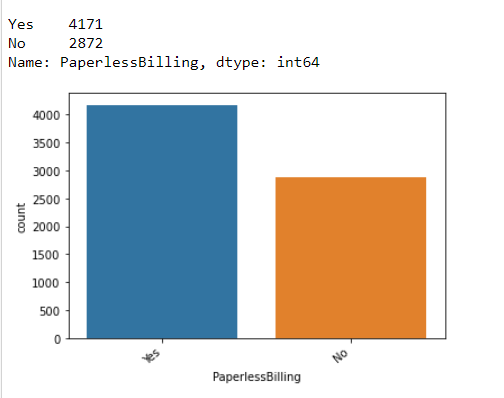 Yes    4171
No     2872
Name: PaperlessBilling, dtype: int64
4000
3500
3000
2500
2000
1500
1000
500
0
count
Yes
No
PaperlessBilling